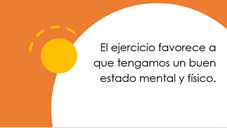 El ejercicio favorece a
que tengamos un buen
estado mental y físico.